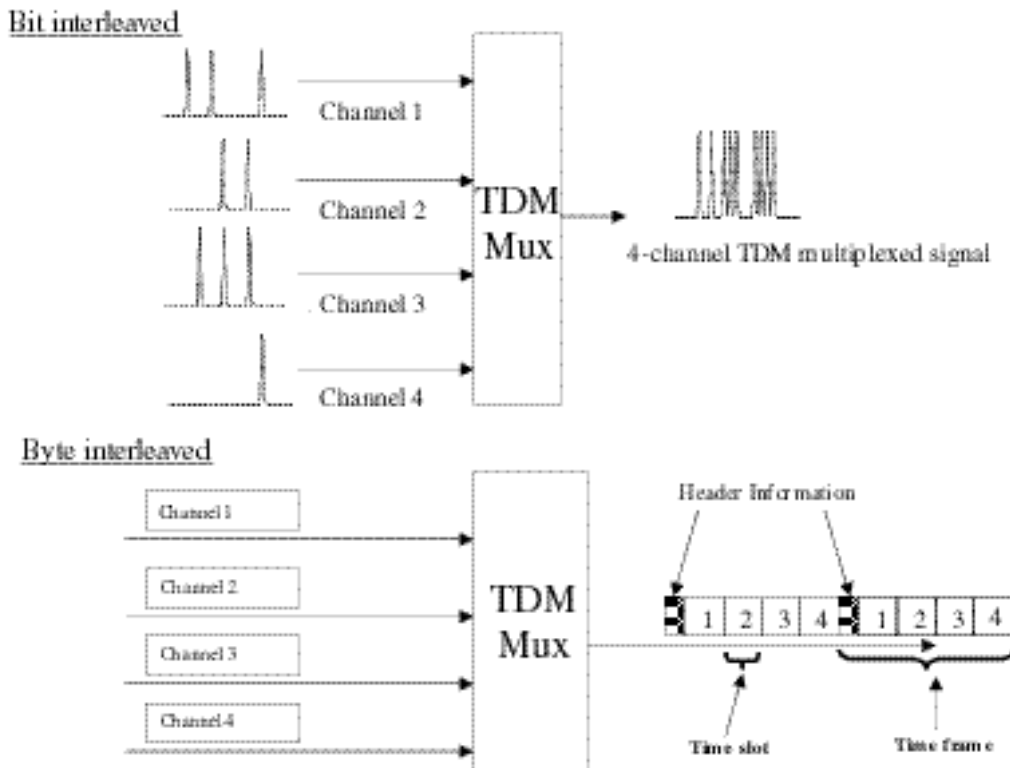 Bit interleaved
Channel 1
Channel 2
Channel 3
Channel 4
TDM
Mux
4-channel TDM multiplexed signal
Byte interleaved
Channel 1
Channel 2
Channel 3
Channel 4
TDM
Mux
Header Information
1 2 3 4 1 2 3 4
Time slot
Time frame